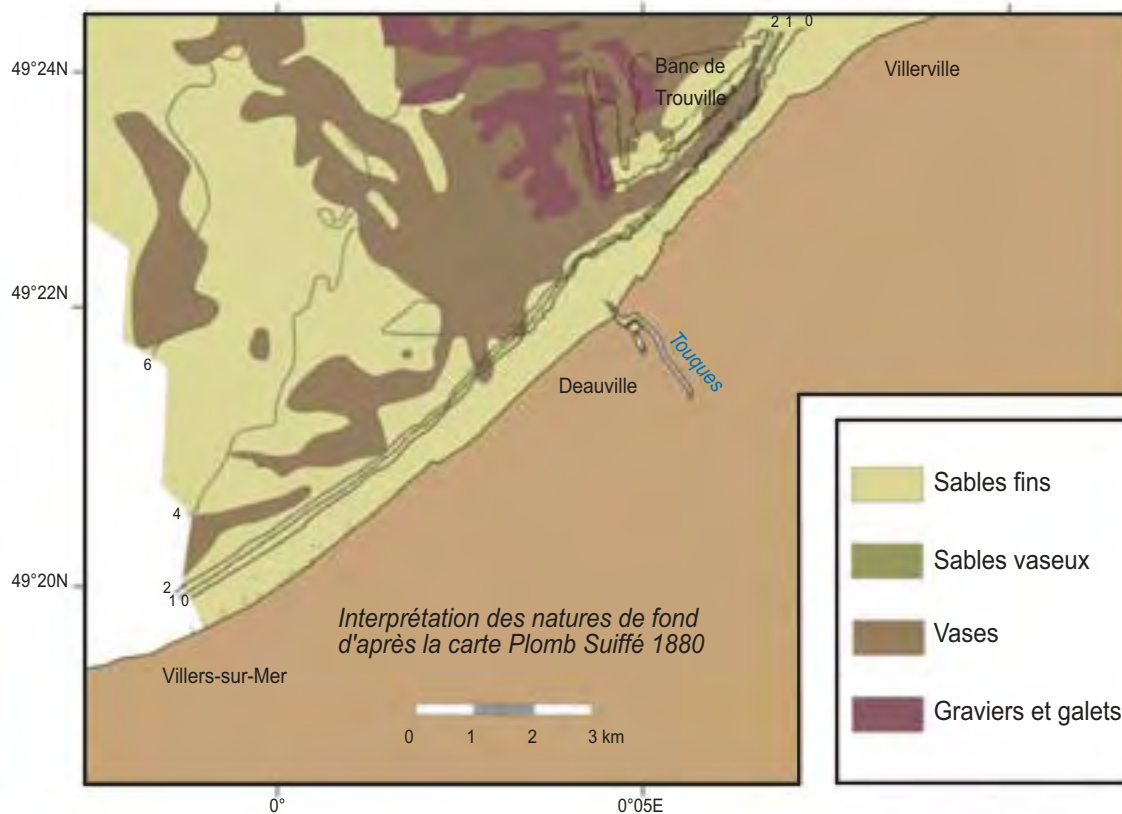 2 1 0
49°24N
Banc de
Trouville
Villerville
49°22N
Touques
6
Deauville
Sables fins
4
Sables vaseux
49°20N
2
1 0
Interprétation des natures de fond
d'après la carte Plomb Suiffé 1880
Vases
Villers-sur-Mer
Graviers et galets
0 1 2 3 km
0° 0°05E